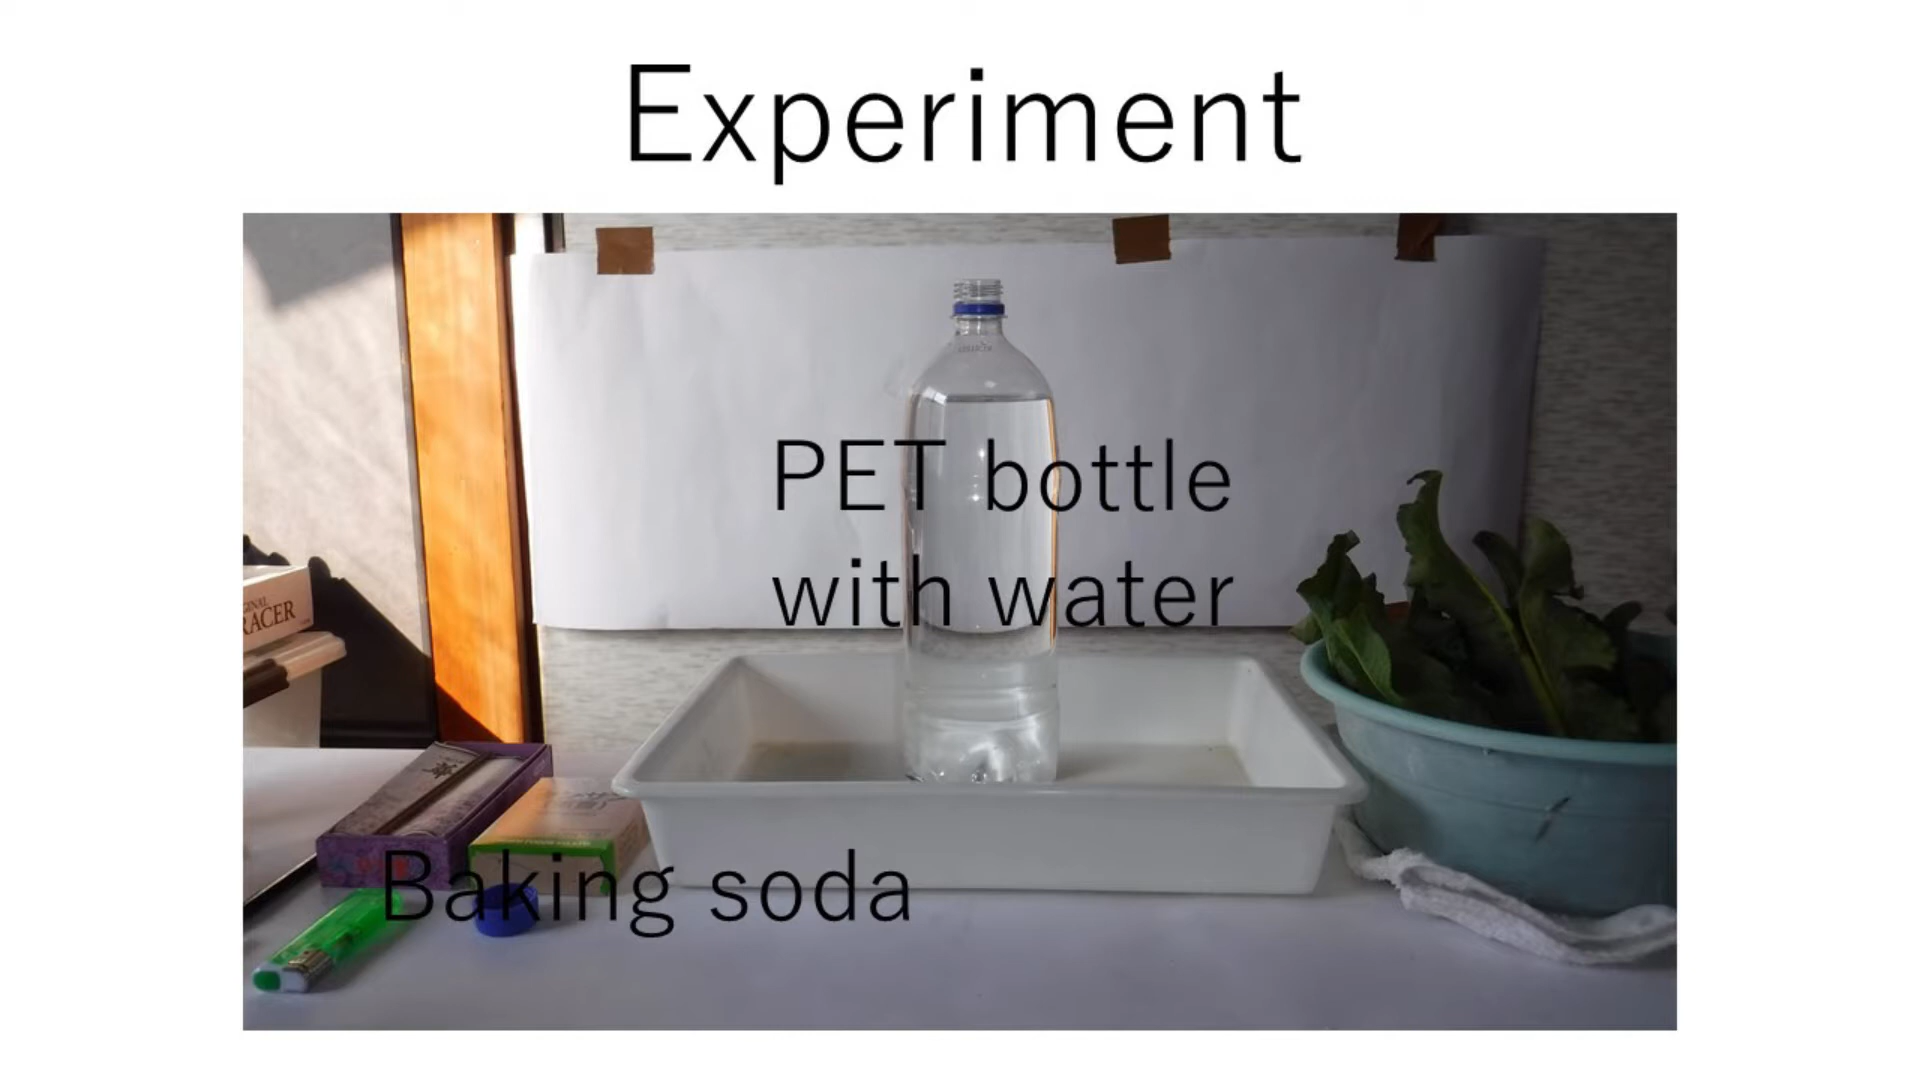 Experiment
PET bottle
with water
RACER
Baking soda